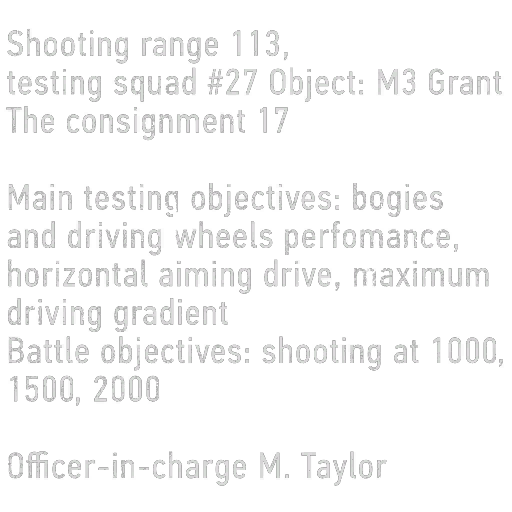 Shooting range 113,
testing squad #27 Object: M3 Grant
The consignment 17
Main testing objectives: bogies
and driving wheels perfomance,
horizontal aiming drive, maximum
driving gradient
Battle objectives: shooting at 1000,
1500, 2000
Officer-in-charge M. Taylor